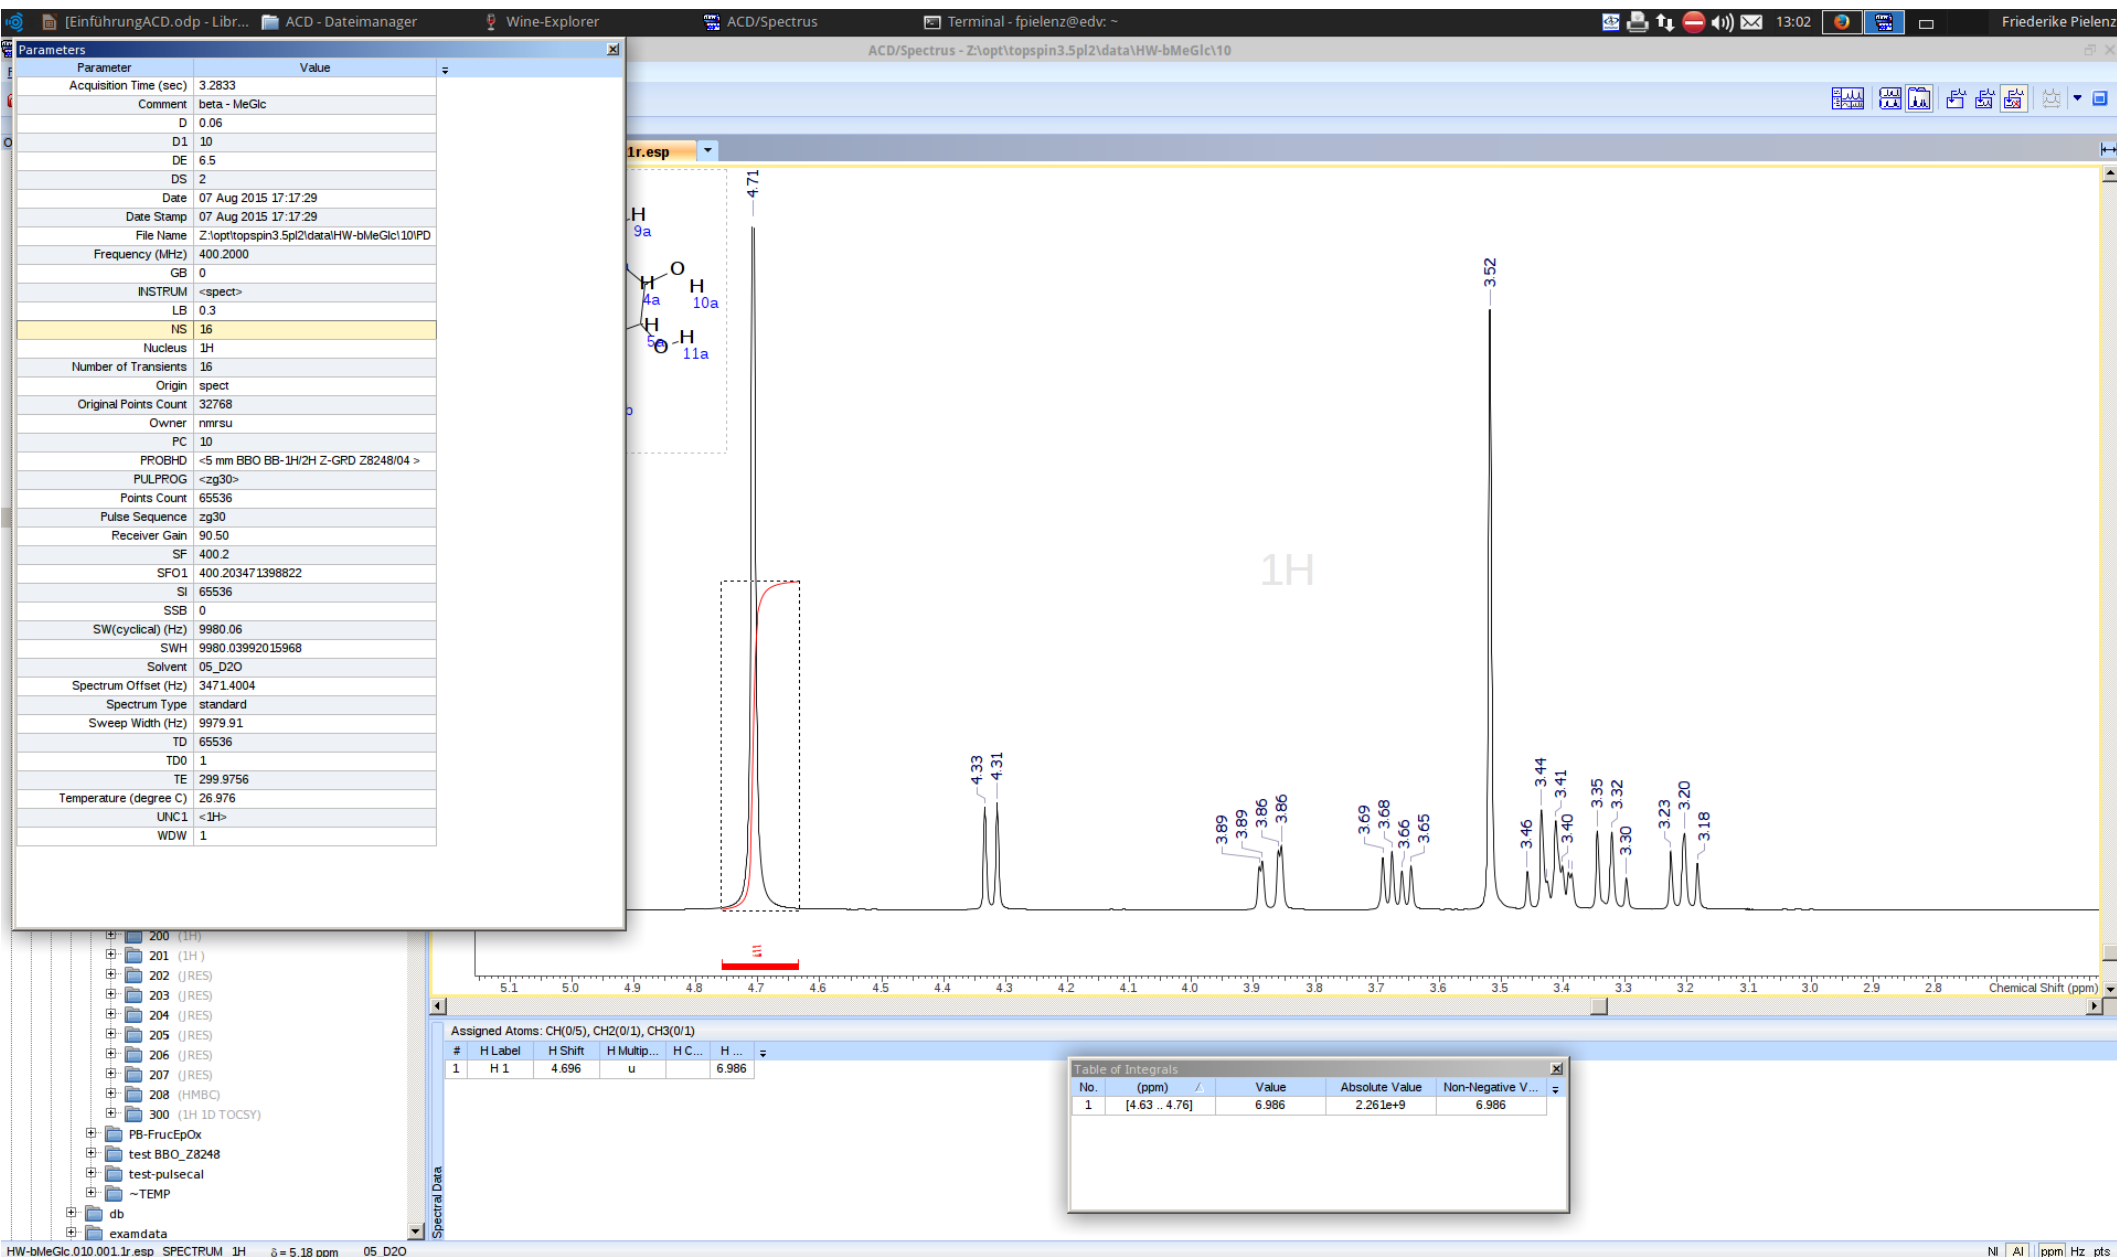 [EinführungACD.odp - Libr... ACD - Dateimanager Wine-Explorer ACD/Spectrus Terminal - fpielenz@edv: ~ 13:02 Friederike Pielenz
Parameters
ACD/Spectrus - Z:\opt\topspin3.5pl2\data\HW-bMeGlc\10
Parameter Value
Acquisition Time (sec) 3.2833
Comment beta - MeGlc
D 0.06
D1 10
DE 6.5
DS 2
Date 07 Aug 2015 17:17:29
Date Stamp 07 Aug 2015 17:17:29
File Name Z:\opt\topspin3.5pl2\data\HW-bMeGlc\10\PD
Frequency (MHz) 400.2000
GB 0
INSTRUM <spect>
LB 0.3
NS 16
Nucleus 1H
Number of Transients 16
Origin spect
Original Points Count 32768
Owner nmrsu
PC 10
PROBHD <5 mm BBO BB-1H/2H Z-GRD Z8248/04 >
PULPROG <zg30>
Points Count 65536
Pulse Sequence zg30
Receiver Gain 90.50
SF 400.2
SFO1 400.203471398822
SI 65536
SSB 0
SW(cyclical) (Hz) 9980.06
SWH 9980.03992015968
Solvent 05_D2O
Spectrum Offset (Hz) 3471.4004
Spectrum Type standard
Sweep Width (Hz) 9979.91
TD 65536
TD0 1
TE 299.9756
Temperature (degree C) 26.976
UNC1 <1H>
WDW 1
1r.esp
H
9a
O
H
4a
H
10a
H
5a
O
H
11a
1H
4.71
4.33
4.31
3.89
3.89
3.86
3.86
3.69
3.68
3.66
3.65
3.52
3.46
3.44
3.41
3.40
3.35
3.32
3.30
3.23
3.20
3.18
5.1 5.0 4.9 4.8 4.7 4.6 4.5 4.4 4.3 4.2 4.1 4.0 3.9 3.8 3.7 3.6 3.5 3.4 3.3 3.2 3.1 3.0 2.9 2.8 Chemical Shift (ppm)
200 (1H)
201 (1H )
202 (JRES)
203 (JRES)
204 (JRES)
205 (JRES)
206 (JRES)
207 (JRES)
208 (HMBC)
300 (1H 1D TOCSY)
PB-FrucEpOx
test BBO_Z8248
test-pulsecal
~TEMP
db
examdata
Spectral Data
Assigned Atoms: CH(0/5), CH2(0/1), CH3(0/1)
# H Label H Shift H Multip... H C... H ...
1 H 1 4.696 u 6.986
Table of Integrals
No. (ppm) Value Absolute Value Non-Negative V...
1 [4.63 .. 4.76] 6.986 2.261e+9 6.986
HW-bMeGlc.010.001.1r.esp SPECTRUM 1H δ = 5.18 ppm 05_D2O NI AI ppm Hz pts